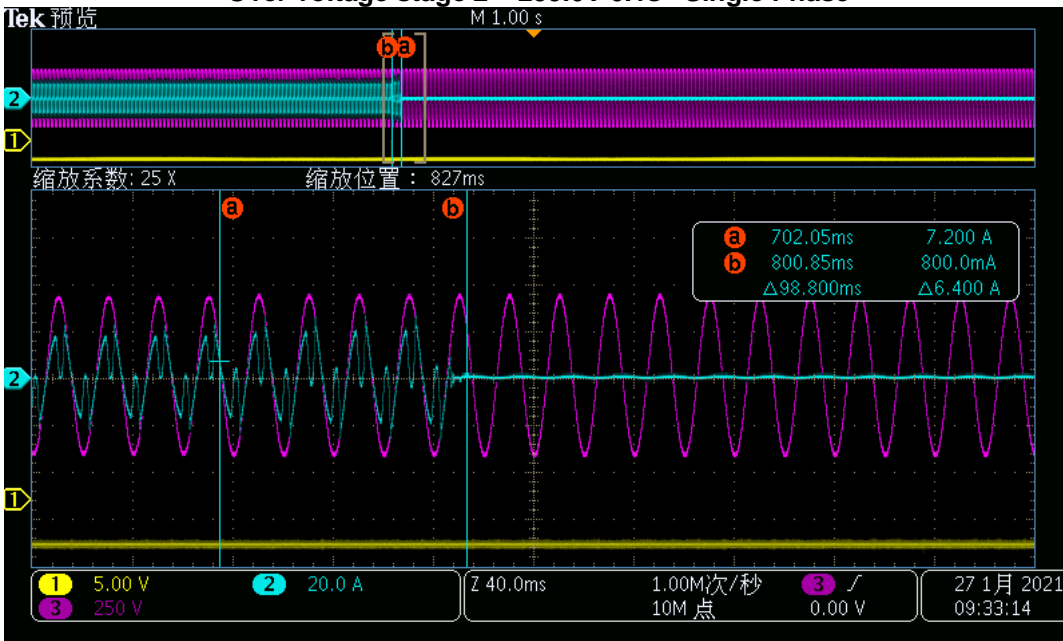 Tek 预览
M 1.00 s
b a
2
1
缩放系数: 25 X
缩放位置: 827ms
a
b
a 702.05ms 7.200 A
b 800.85ms 800.0mA
△98.800ms △6.400 A
2
1
1 5.00 V
2 20.0 A
Z 40.0ms
1.00M次/秒
3 ∫
27 1月 2021
3 250 V
10M 点
0.00 V
09:33:14